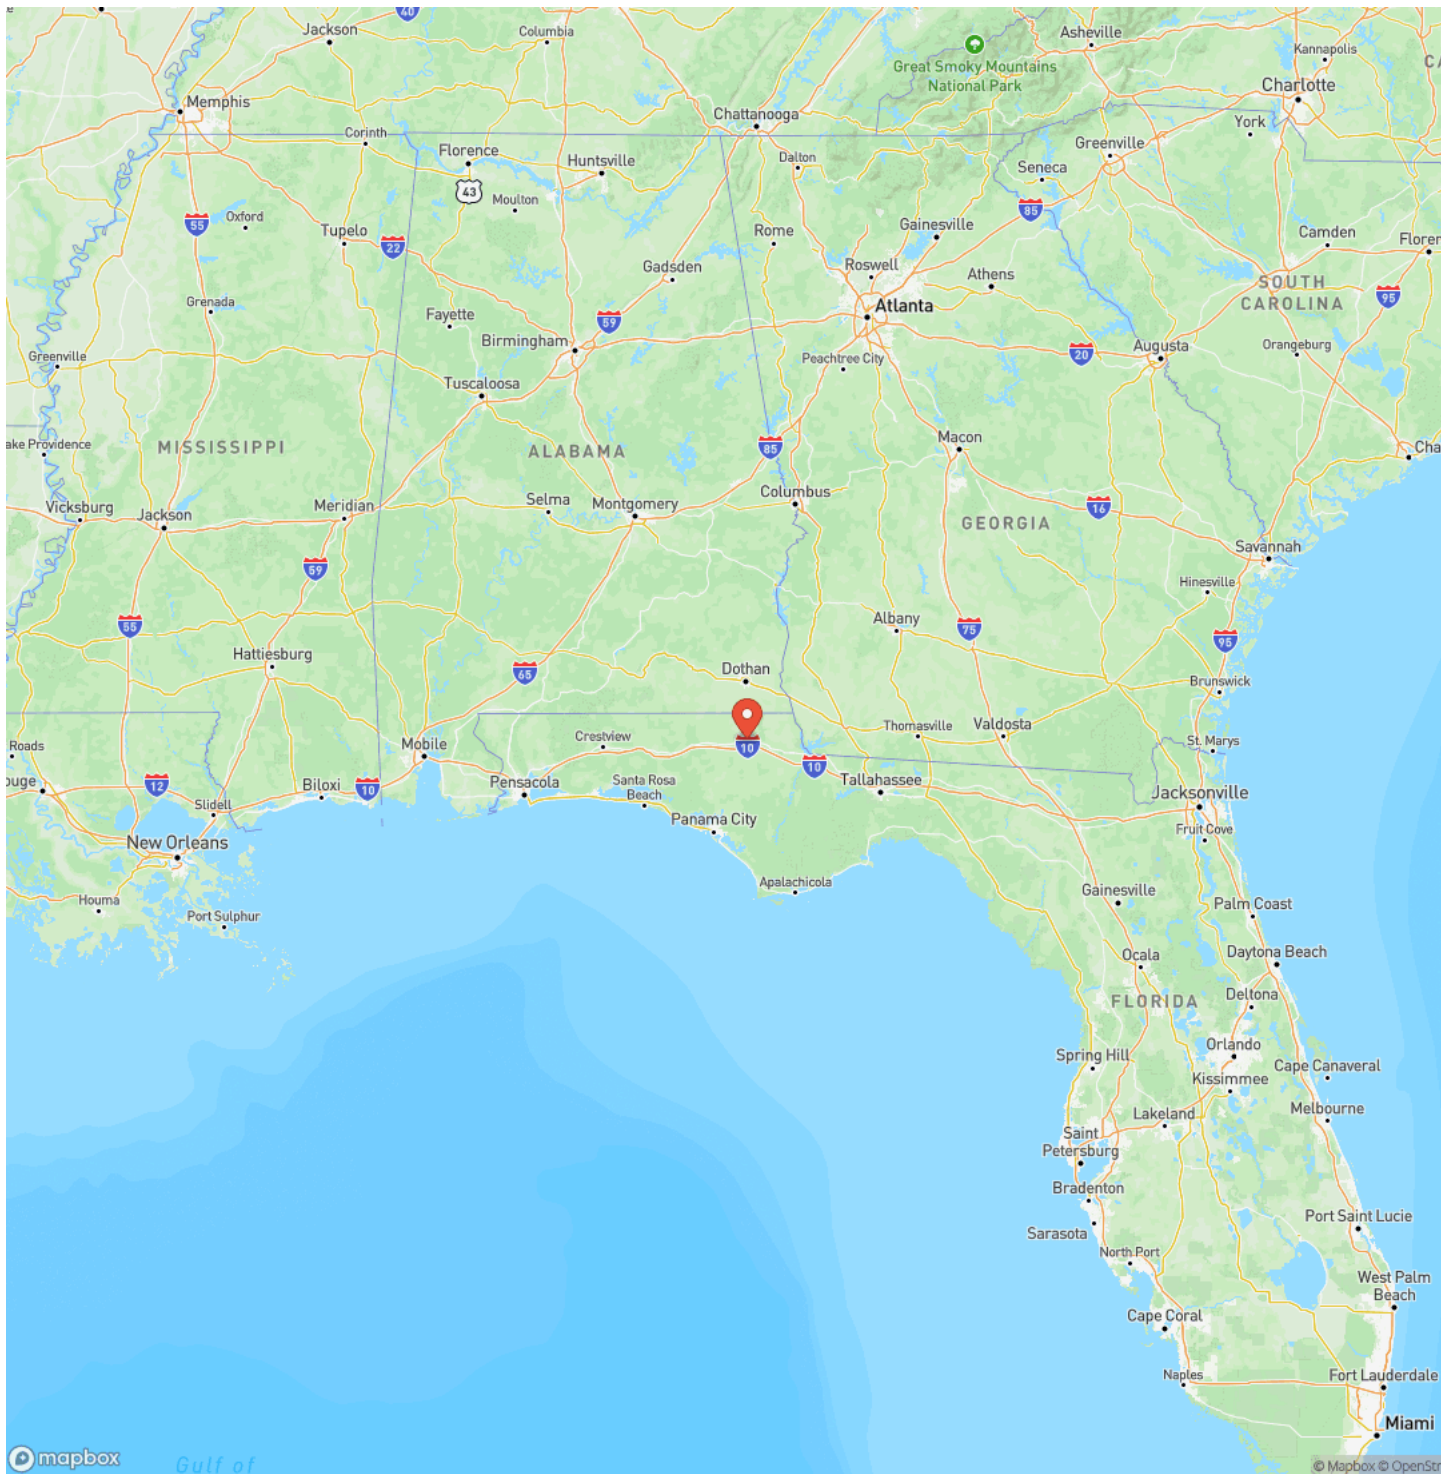 40
Jackson
Columbia
Asheville
Kannapolis
Great Smoky Mountains
National Park
Charlotte
Memphis
Chattanooga
York
Corinth
Florence
Huntsville
Dalton
Greenville
Seneca
43
Moulton
55
Oxford
Tupelo
22
Rome
Gainesville
85
Camden
Floren
Gadsden
Roswell
Athens
SOUTH
CAROLINA
95
Grenada
Fayette
59
Atlanta
Birmingham
Greenville
Peachtree City
20
Augusta
Orangeburg
Tuscaloosa
ake Providence
MISSISSIPPI
ALABAMA
85
Macon
Cha
Vicksburg
Jackson
Meridian
Selma
Montgomery
Columbus
16
GEORGIA
Savannah
59
Hinesville
55
Albany
75
95
Hattiesburg
65
Dothan
Brunswick
Roads
Mobile
Crestview
10
Thomasville
Valdosta
St. Marys
ouge
12
Biloxi
10
Pensacola
Santa Rosa
Beach
10
Tallahassee
Jacksonville
Slidell
Panama City
Fruit Cove
New Orleans
Apalachicola
Gainesville
Houma
Port Sulphur
Palm Coast
Ocala
Daytona Beach
FLORIDA
Deltona
Spring Hill
Orlando
Cape Canaveral
Kissimmee
Lakeland
Melbourne
Saint
Petersburg
Bradenton
Sarasota
Port Saint Lucie
North Port
West Palm
Beach
Cape Coral
Naples
Fort Lauderdale
Miami
mapbox
Gulf of
© Mapbox © OpenStr